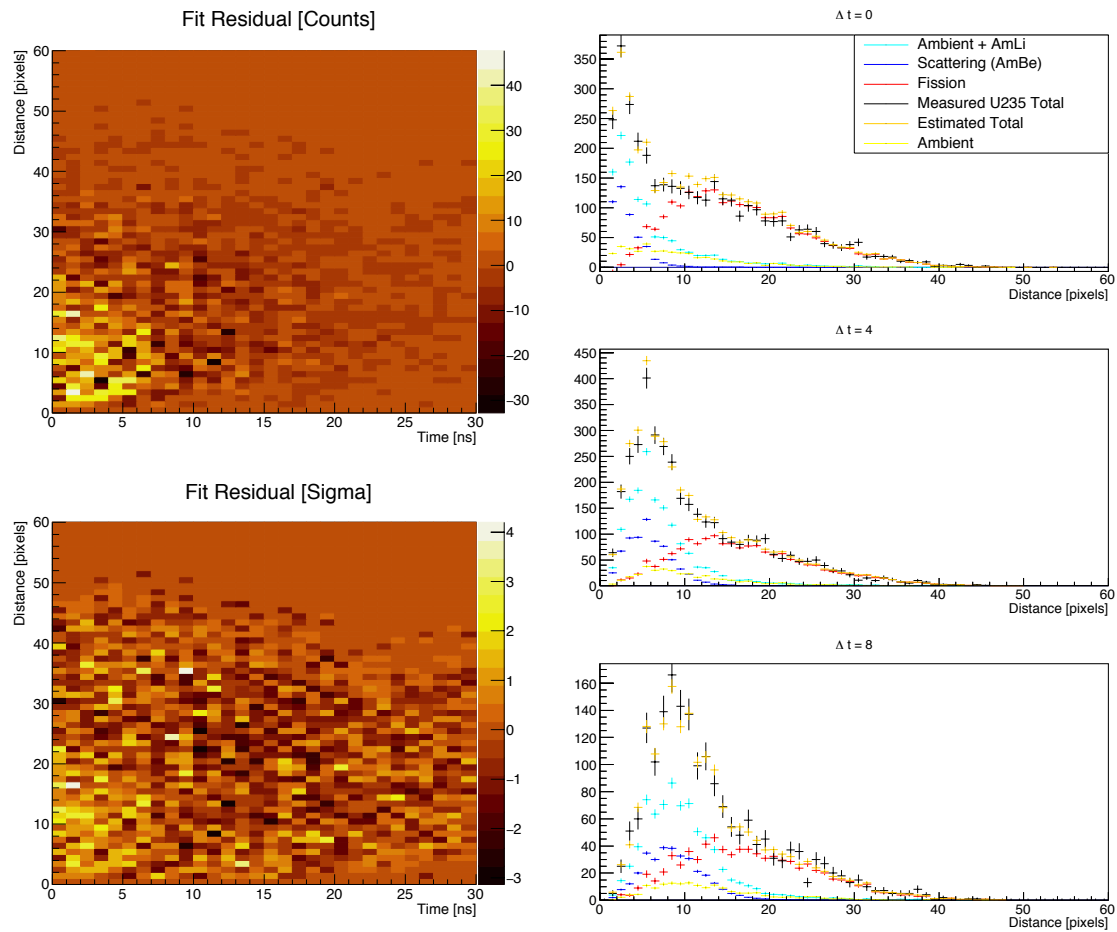 Fit Residual [Counts]
Distance [pixels]
60
50
40
30
20
10
0
0 5 10 15 20 25 30
Time [ns]
40
30
20
10
0
−10
−20
−30
Fit Residual [Sigma]
Distance [pixels]
60
50
40
30
20
10
0
0 5 10 15 20 25 30
Time [ns]
4
3
2
1
0
−1
−2
−3
Δ t = 0
350
300
250
200
150
100
50
0
0 10 20 30 40 50 60
Distance [pixels]
Ambient + AmLi
Scattering (AmBe)
Fission
Measured U235 Total
Estimated Total
Ambient
Δ t = 4
450
400
350
300
250
200
150
100
50
0
0 10 20 30 40 50 60
Distance [pixels]
Δ t = 8
160
140
120
100
80
60
40
20
0
0 10 20 30 40 50 60
Distance [pixels]